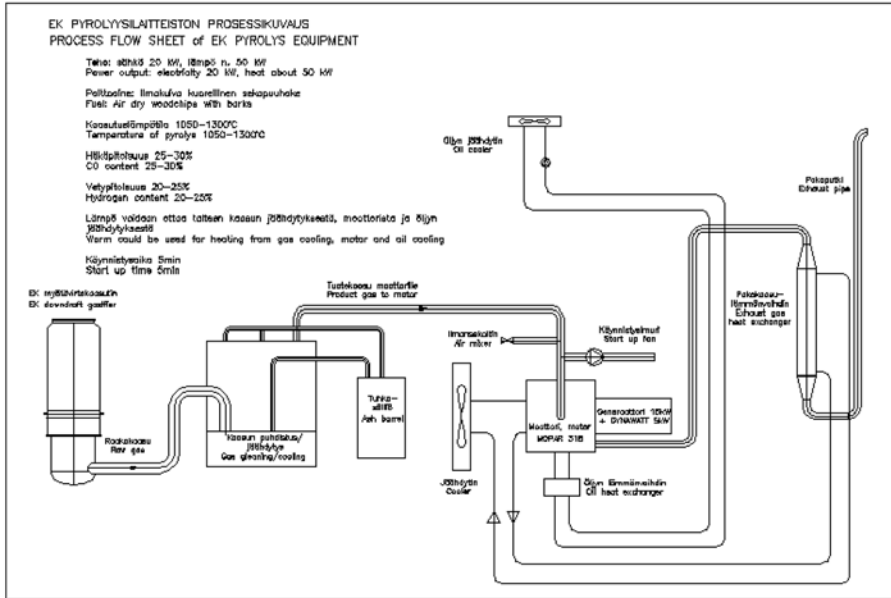 EK PYROLYYSILAITTEISTON PROSESSIKUVAUS
PROCESS FLOW SHEET of EK PYROLYS EQUIPMENT
Teho: sähkö 20 kW, lämpö n. 50 kW
Power output: electrialty 20 kW, heat about 50 kW
Polttoaine: Ilmakuiva kuorellinen sekapuuhake
Fuel: Air dry woodchips with barks
Kaasutuslämpötila 1050-1300°C
Temperature of pyrolys 1050-1300°C
Häkäpitoisuus 25-30%
CO content 25-30%
Vetypitoisuus 20-25%
Hydrogen content 20-25%
Lämpö voidaan ottaa talteen kaasun jäähdytyksestä, moottorista ja öljyn
jäähdytyksestä
Warm could be used for heating from gas cooling, motor and oil cooling
Käynnistysaika 5min
Start up time 5min
EK myötävirtakaasutin
EK downdraft gasifier
Raakakaasu
Raw gas
Kaasun puhdistus/
jäähdytys
Gas gleaning/cooling
Tuhka-
säiliö
Ash barrel
Tuotekaasu moottorille
Product gas to motor
Ilmansekoitin
Air mixer
Käynnistysimuri
Start up fan
Jäähdytin
Cooler
Moottori, motor
MOPAR 318
Generaattori 15kW
+ DYNAWATT 5kW
Öljyn lämmönvaihdin
Oil heat exchanger
Öljyn jäähdytin
Oil cooler
Pakoputki
Exhaust pipe
Pakokaasu-
lämmönvaihdin
Exhaust gas
heat exchanger